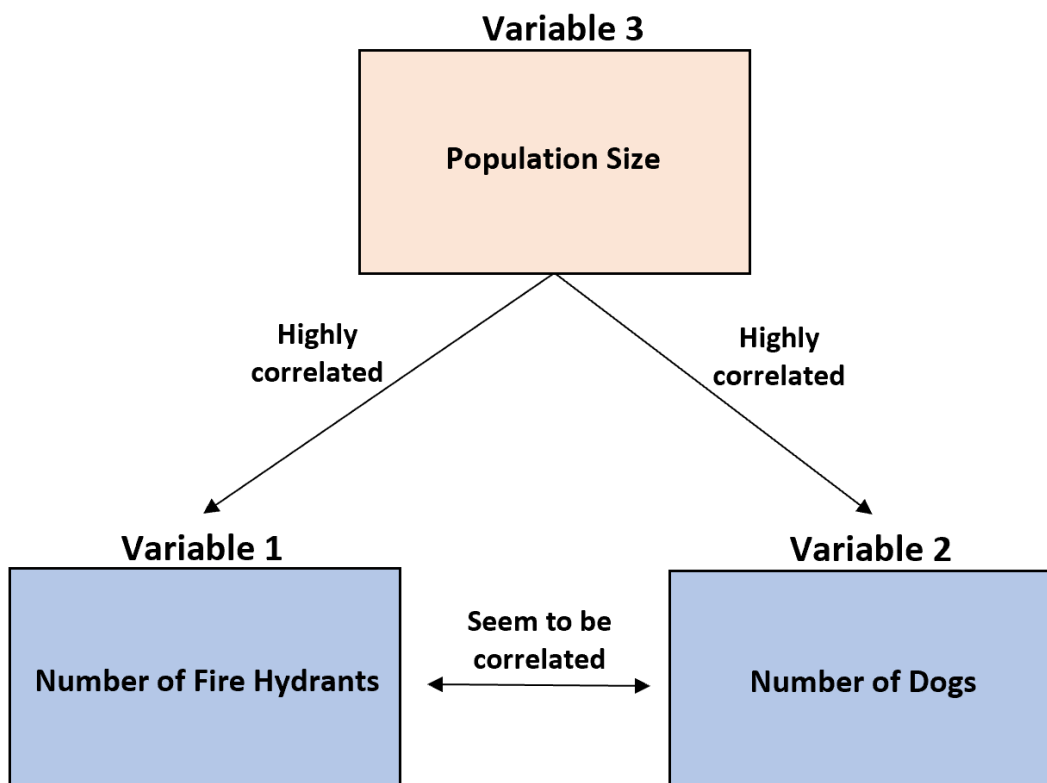 Variable 3
Population Size
Highly
correlated
Highly
correlated
Variable 1
Variable 2
Seem to be
correlated
Number of Fire Hydrants
Number of Dogs